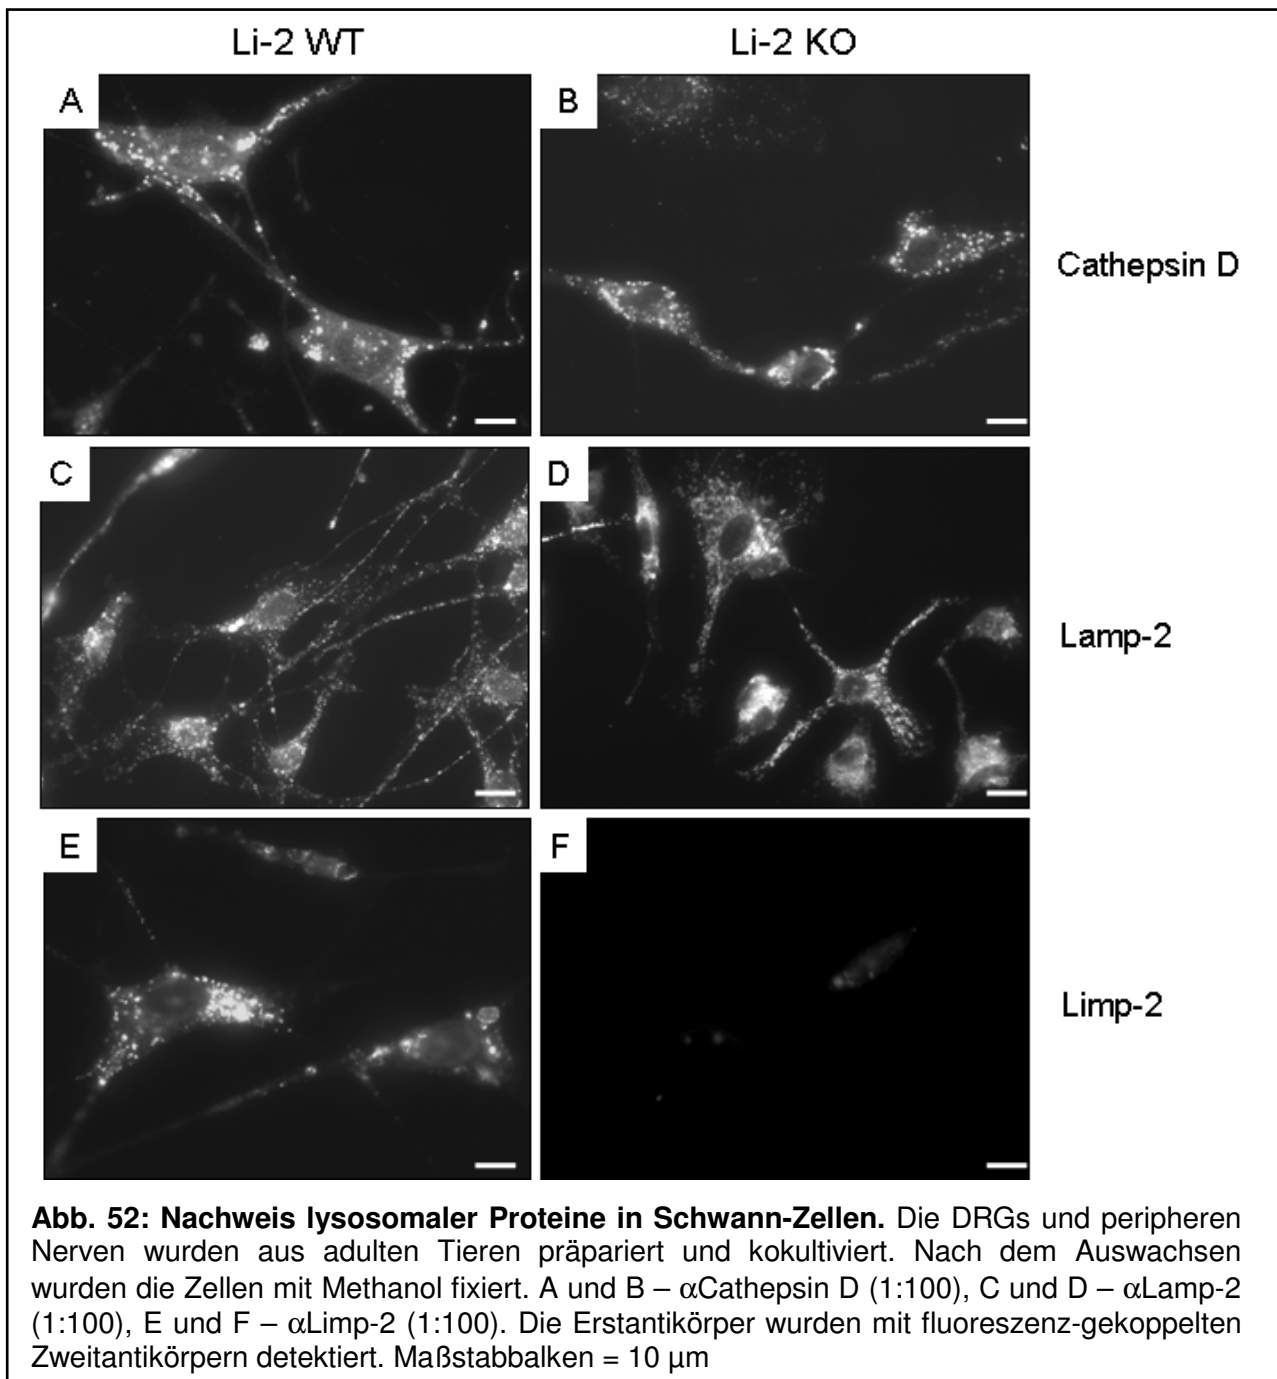 Li-2 WT
Li-2 KO
A
B
Cathepsin D
C
D
Lamp-2
E
F
Limp-2
Abb. 52: Nachweis lysosomaler Proteine in Schwann-Zellen. Die DRGs und peripheren
Nerven wurden aus adulten Tieren präpariert und kokultiviert. Nach dem Auswachsen
wurden die Zellen mit Methanol fixiert. A und B – αCathepsin D (1:100), C und D – αLamp-2
(1:100), E und F – αLimp-2 (1:100). Die Erstantikörper wurden mit fluoreszenz-gekoppelten
Zweitantikörpern detektiert. Maßstabbalken = 10 µm